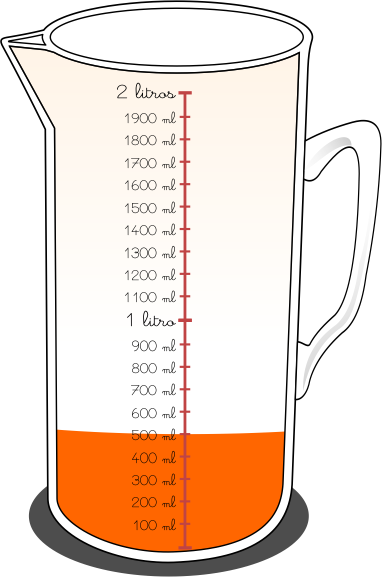 2 litros
1900 ml
1800 ml
1700 ml
1600 ml
1500 ml
1400 ml
1300 ml
1200 ml
1100 ml
1 litro
900 ml
800 ml
700 ml
600 ml
500 ml
400 ml
300 ml
200 ml
100 ml